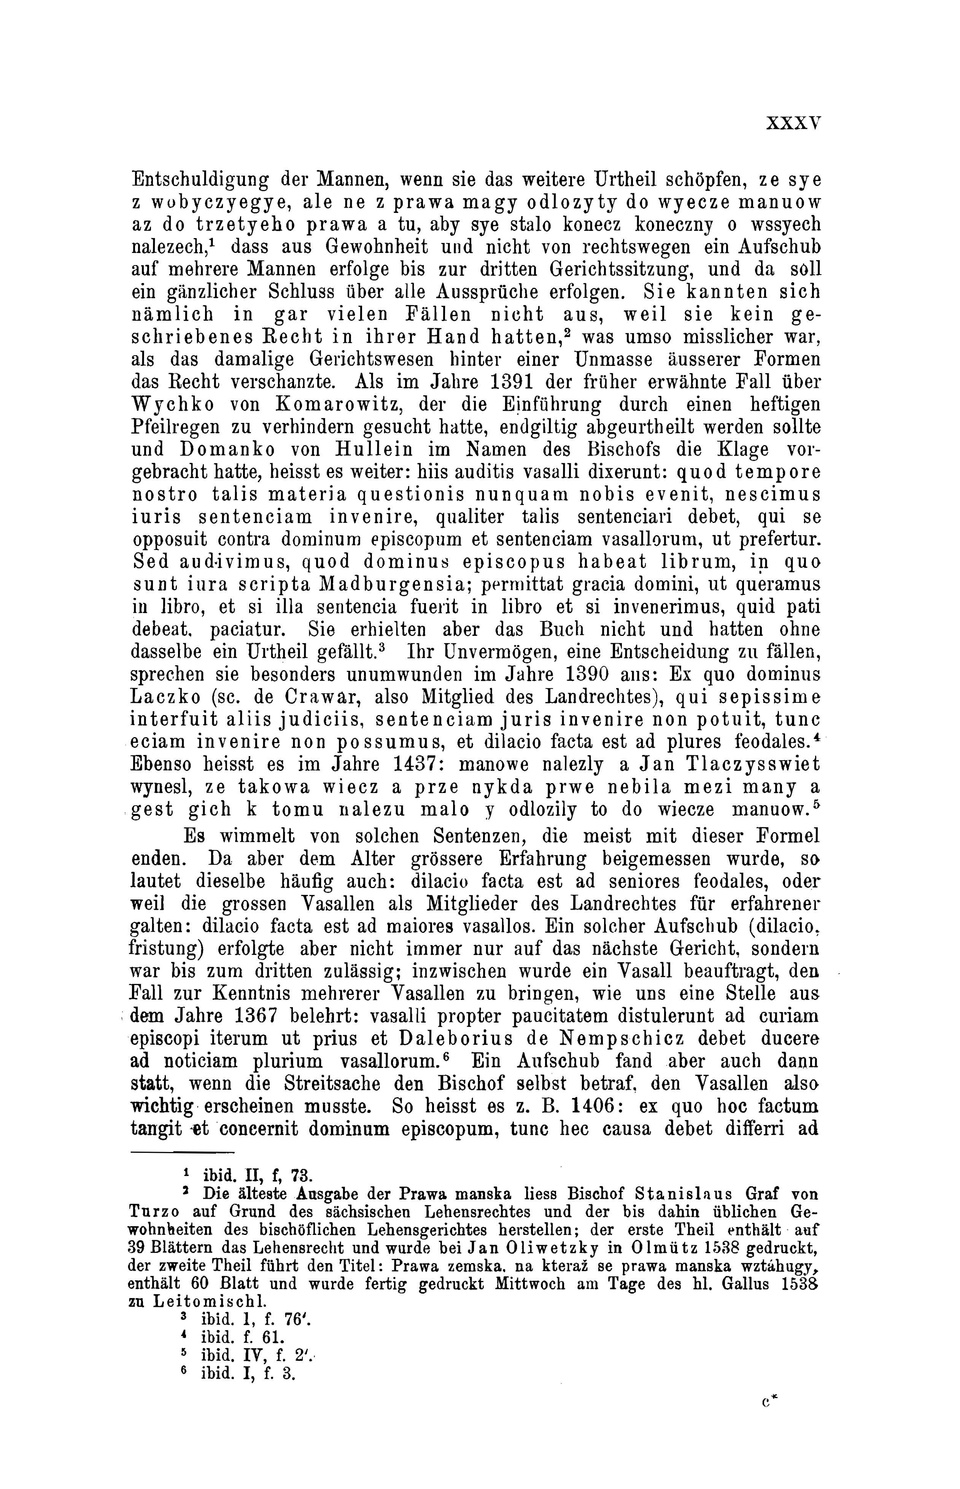 XXXV
Entschuldigung der Mannen, wenn sie das weitere Urtheil schöpfen, ze sye
z wobyczyegye, ale ne z prawa magy odlozyty do wyecze manuow
az do trzetyeho prawa a tu, aby sye stalo konecz koneczny o wssyech
nalezech,¹ dass aus Gewohnheit und nicht von rechtswegen ein Aufschub
auf mehrere Mannen erfolge bis zur dritten Gerichtssitzung, und da soll
ein gänzlicher Schluss über alle Aussprüche erfolgen. Sie kannten sich
nämlich in gar vielen Fällen nicht aus, weil sie kein ge-
schriebenes Recht in ihrer Hand hatten,² was umso misslicher war,
als das damalige Gerichtswesen hinter einer Unmasse äusserer Formen
das Recht verschanzte. Als im Jahre 1391 der früher erwähnte Fall über
Wychko von Komarowitz, der die Einführung durch einen heftigen
Pfeilregen zu verhindern gesucht hatte, endgiltig abgeurtheilt werden sollte
und Domanko von Hullein im Namen des Bischofs die Klage vor-
gebracht hatte, heisst es weiter: hiis auditis vasalli dixerunt: quod tempore
nostro talis materia questionis nunquam nobis evenit, nescimus
iuris sentenciam invenire, qualiter talis sentenciari debet, qui se
opposuit contra dominum episcopum et sentenciam vasallorum, ut prefertur.
Sed audivimus, quod dominus episcopus habeat librum, in quo
sunt iura scripta Madburgensia; permittat gracia domini, ut queramus
in libro, et si illa sentencia fuerit in libro et si invenerimus, quid pati
debeat, paciatur. Sie erhielten aber das Buch nicht und hatten ohne
dasselbe ein Urtheil gefällt.³ Ihr Unvermögen, eine Entscheidung zu fällen,
sprechen sie besonders unumwunden im Jahre 1390 aus: Ex quo dominus
Laczko (sc. de Crawar, also Mitglied des Landrechtes), qui sepissime
interfuit aliis judiciis, sentenciam juris invenire non potuit, tunc
eciam invenire non possumus, et dilacio facta est ad plures feodales.⁴
Ebenso heisst es im Jahre 1437: manowe nalezly a Jan Tlaczysswiet
wynesl, ze takowa wiecz a prze nykda prwe nebila mezi many a
gest gich k tomu nalezu malo y odlozily to do wiecze manuow.⁵
Es wimmelt von solchen Sentenzen, die meist mit dieser Formel
enden. Da aber dem Alter grössere Erfahrung beigemessen wurde, so
lautet dieselbe häufig auch: dilacio facta est ad seniores feodales, oder
weil die grossen Vasallen als Mitglieder des Landrechtes für erfahrener
galten: dilacio facta est ad maiores vasallos. Ein solcher Aufschub (dilacio,
fristung) erfolgte aber nicht immer nur auf das nächste Gericht, sondern
war bis zum dritten zulässig; inzwischen wurde ein Vasall beauftragt, den
Fall zur Kenntnis mehrerer Vasallen zu bringen, wie uns eine Stelle aus
dem Jahre 1367 belehrt: vasalli propter paucitatem distulerunt ad curiam
episcopi iterum ut prius et Daleborius de Nempschicz debet ducere
ad noticiam plurium vasallorum.⁶ Ein Aufschub fand aber auch dann
statt, wenn die Streitsache den Bischof selbst betraf, den Vasallen also
wichtig erscheinen musste. So heisst es z. B. 1406: ex quo hoc factum
tangit et concernit dominum episcopum, tunc hec causa debet differri ad
¹ ibid. II, f, 73.
² Die älteste Ausgabe der Prawa manska liess Bischof Stanislaus Graf von
Turzo auf Grund des sächsischen Lehensrechtes und der bis dahin üblichen Ge-
wohnheiten des bischöflichen Lehensgerichtes herstellen; der erste Theil enthält auf
39 Blättern das Lehensrecht und wurde bei Jan Oliwetzky in Olmütz 1538 gedruckt,
der zweite Theil führt den Titel: Prawa zemska, na kteraž se prawa manska wztáhugy,
enthält 60 Blatt und wurde fertig gedruckt Mittwoch am Tage des hl. Gallus 1538
zu Leitomischl.
³ ibid. 1, f. 76′.
⁴ ibid. f. 61.
⁵ ibid. IV, f. 2′.
⁶ ibid. I, f. 3.
c*